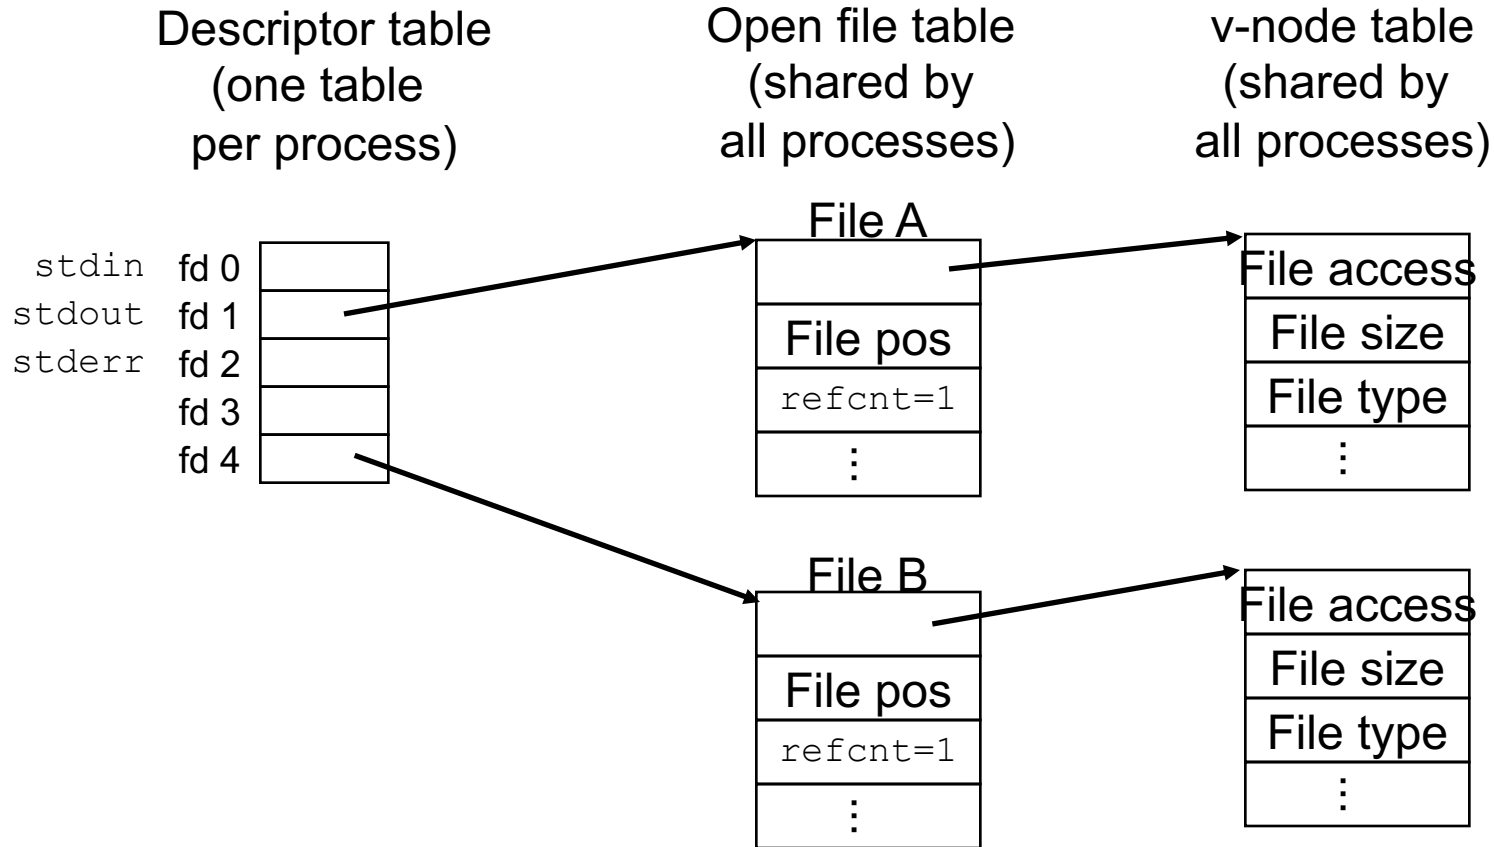 Descriptor table
(one table
per process)
Open file table
(shared by
all processes)
v-node table
(shared by
all processes)
stdin fd 0
stdout fd 1
stderr fd 2
fd 3
fd 4
File A
File pos
refcnt=1
⋮
File access
File size
File type
⋮
File B
File pos
refcnt=1
⋮
File access
File size
File type
⋮